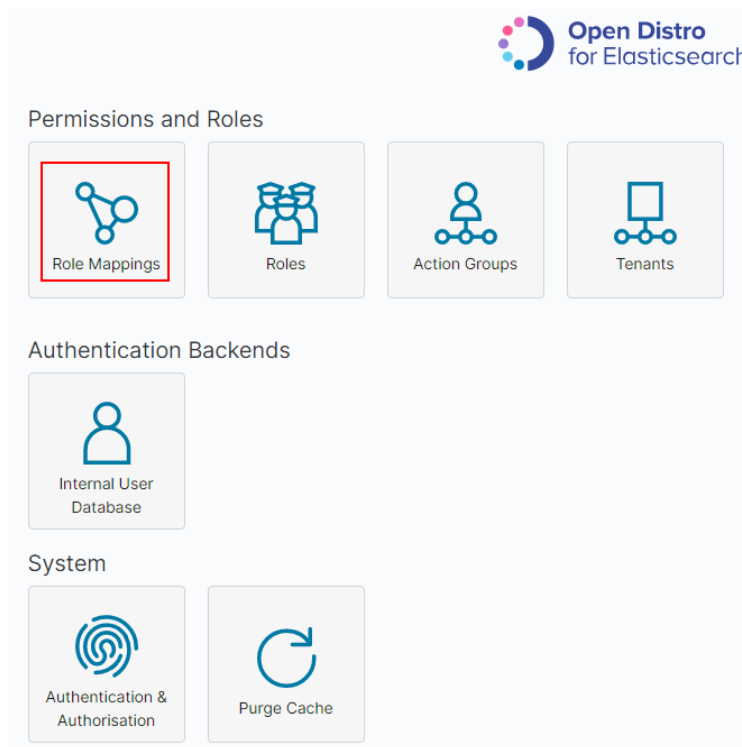 Open Distro
for Elasticsearch
Permissions and Roles
Role Mappings
Roles
Action Groups
Tenants
Authentication Backends
Internal User
Database
System
Authentication &
Authorisation
Purge Cache